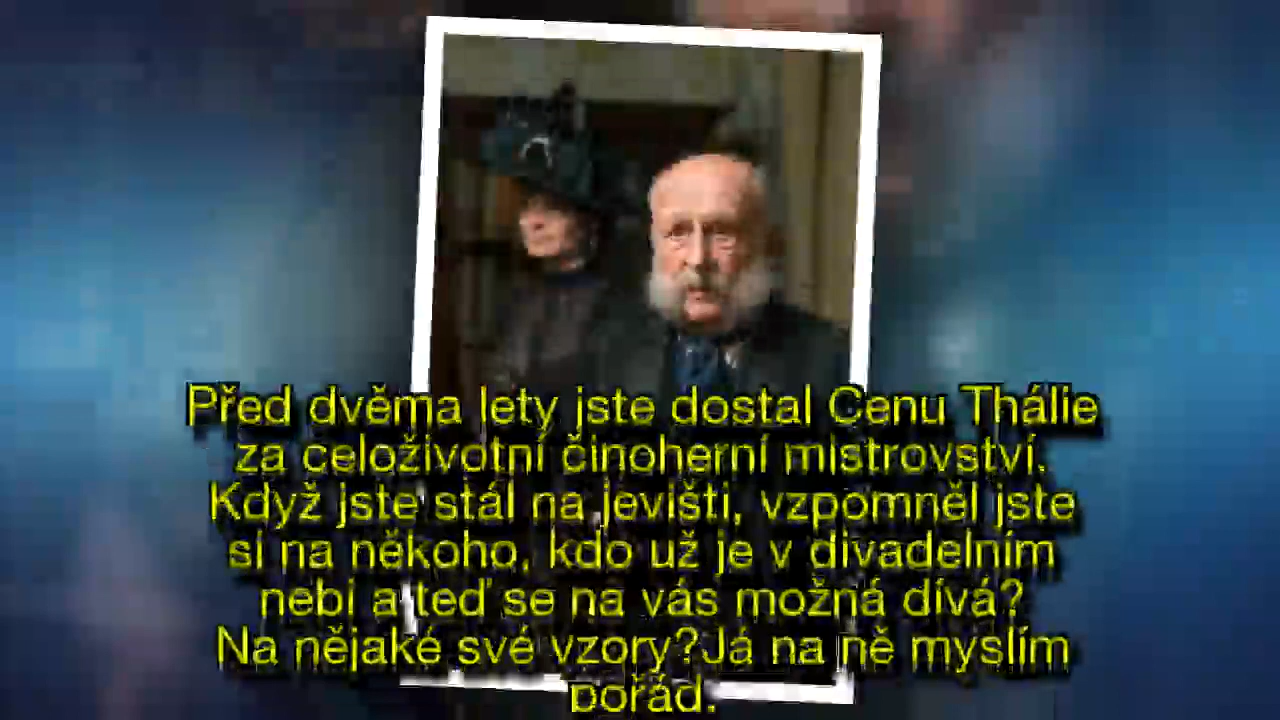 Před dvěma lety jste dostal Cenu Thálie
za celoživotní činoherní mistrovství.
Když jste stál na jevišti, vzpomněl jste
si na někoho, kdo už je v divadelním
nebi a teď se na vás možná dívá?
Na nějaké své vzory?Já na ně myslím
pořád.